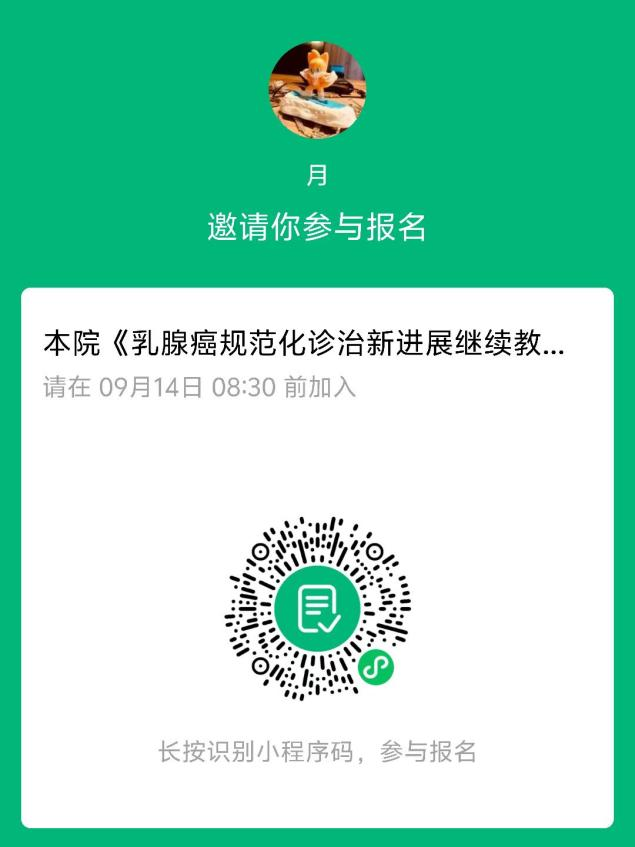 月
邀请你参与报名
本院《乳腺癌规范化诊治新进展继续教...
请在 09月14日 08:30 前加入
长按识别小程序码，参与报名